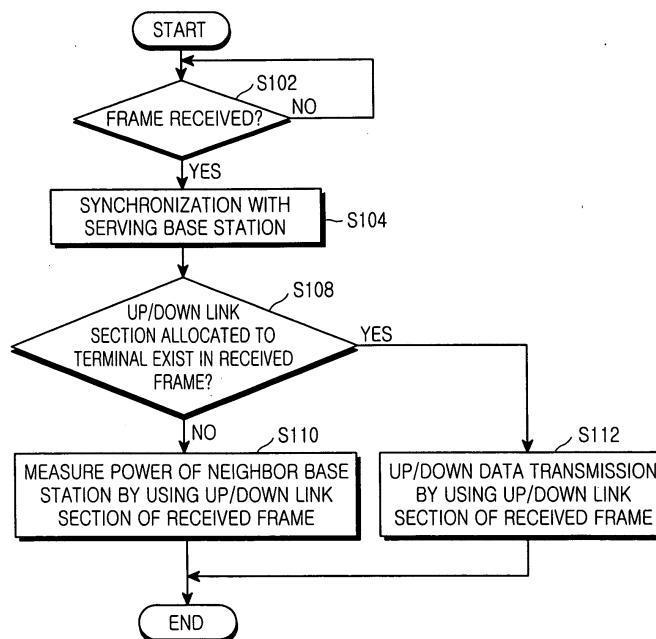 START
S102
FRAME RECEIVED?
NO
YES
SYNCHRONIZATION WITH
SERVING BASE STATION
S104
S108
UP/DOWN LINK
SECTION ALLOCATED TO
TERMINAL EXIST IN RECEIVED
FRAME?
YES
NO
S110
MEASURE POWER OF NEIGHBOR BASE
STATION BY USING UP/DOWN LINK
SECTION OF RECEIVED FRAME
S112
UP/DOWN DATA TRANSMISSION
BY USING UP/DOWN LINK
SECTION OF RECEIVED FRAME
END